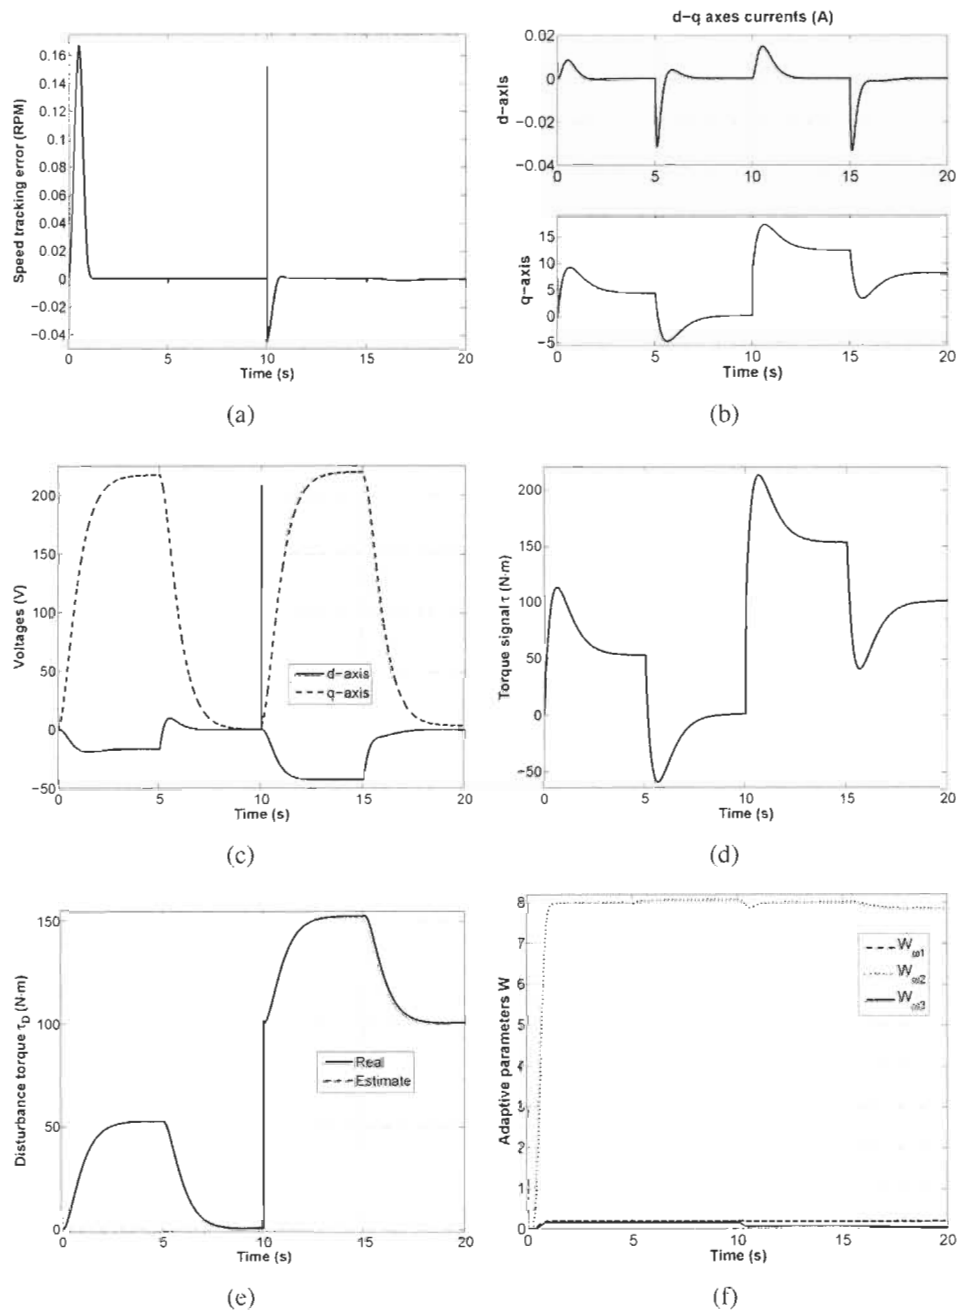 Speed tracking error (RPM)
0.16
0.14
0.12
0.1
0.08
0.06
0.04
0.02
0
−0.02
−0.04
0 5 10 15 20
Time (s)
(a)
d−q axes currents (A)
d−axis
0.02
0
−0.02
−0.04
0 5 10 15 20
q−axis
15
10
5
0
−5
0 5 10 15 20
Time (s)
(b)
Voltages (V)
200
150
100
50
0
−50
d−axis
q−axis
0 5 10 15 20
Time (s)
(c)
Torque signal τ (N·m)
200
150
100
50
0
−50
0 5 10 15 20
Time (s)
(d)
Disturbance torque τD (N·m)
150
100
50
0
Real
Estimate
0 5 10 15 20
Time (s)
(e)
Adaptive parameters W
8
7
6
5
4
3
2
1
0
Wω1
Wω2
Wω3
0 5 10 15 20
Time (s)
(f)